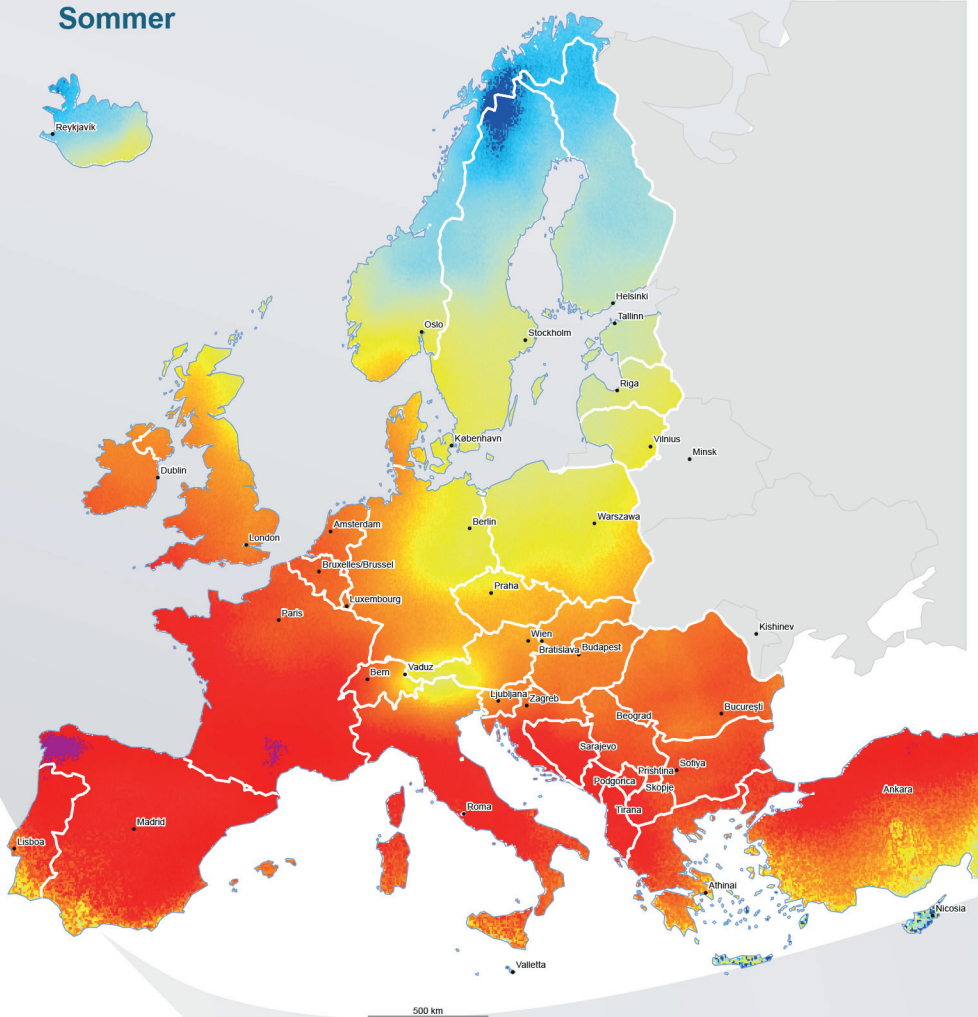 Sommer
Reykjavik
Helsinki
Tallinn
Oslo
Stockholm
Riga
København
Vilnius
Minsk
Dublin
Berlin
Warszawa
Amsterdam
London
Bruxelles/Brussel
Praha
Luxembourg
Paris
Kishinev
Wien
Bratislava
Budapest
Vaduz
Bern
Ljubljana
Zagreb
Bucureşti
Beograd
Sarajevo
Sofiya
Prishtina
Podgorica
Skopje
Ankara
Tirana
Roma
Madrid
Lisboa
Athinai
Nicosia
Valletta
500 km